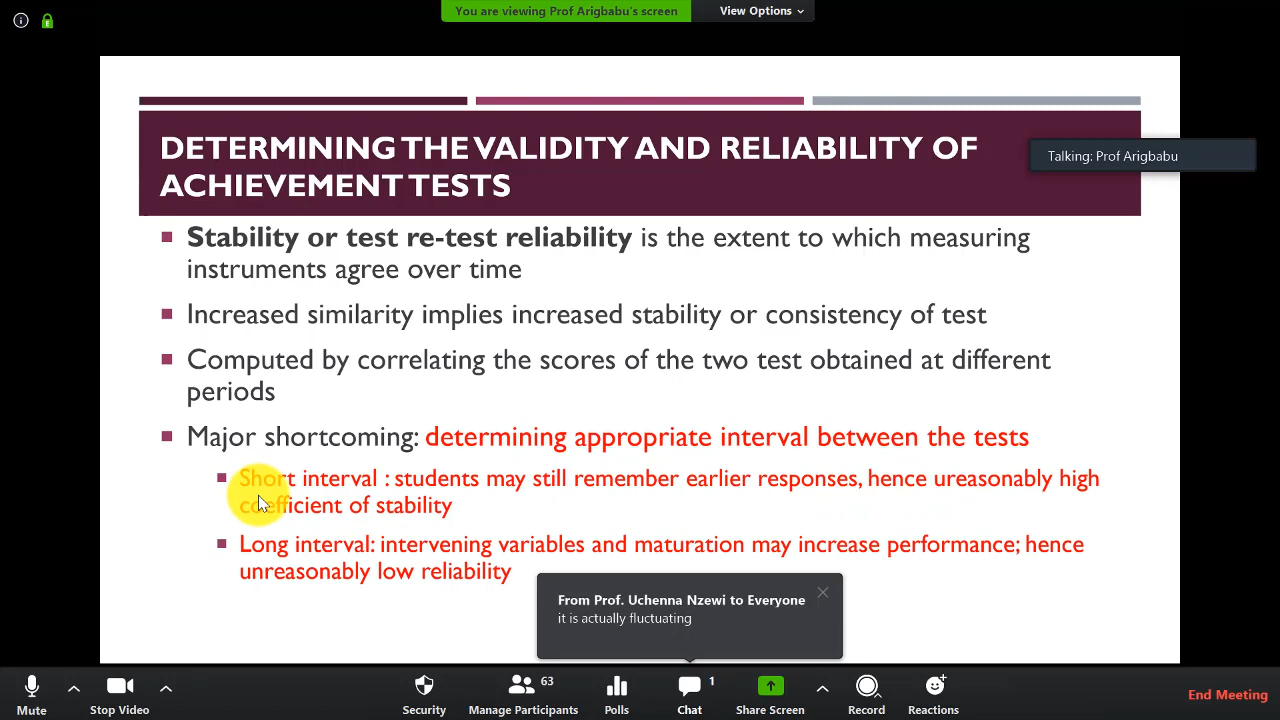 You are viewing Prof Arigbabu's screen
View Options
E
DETERMINING THE VALIDITY AND RELIABILITY OF
ACHIEVEMENT TESTS
Talking: Prof Arigbabu
Stability or test re-test reliability is the extent to which measuring
instruments agree over time
Increased similarity implies increased stability or consistency of test
Computed by correlating the scores of the two test obtained at different
periods
Major shortcoming: determining appropriate interval between the tests
Short interval : students may still remember earlier responses, hence ureasonably high
coefficient of stability
Long interval: intervening variables and maturation may increase performance; hence
unreasonably low reliability
From Prof. Uchenna Nzewi to Everyone
it is actually fluctuating
Mute
Stop Video
Security
63
Manage Participants
Polls
1
Chat
Share Screen
Record
Reactions
End Meeting